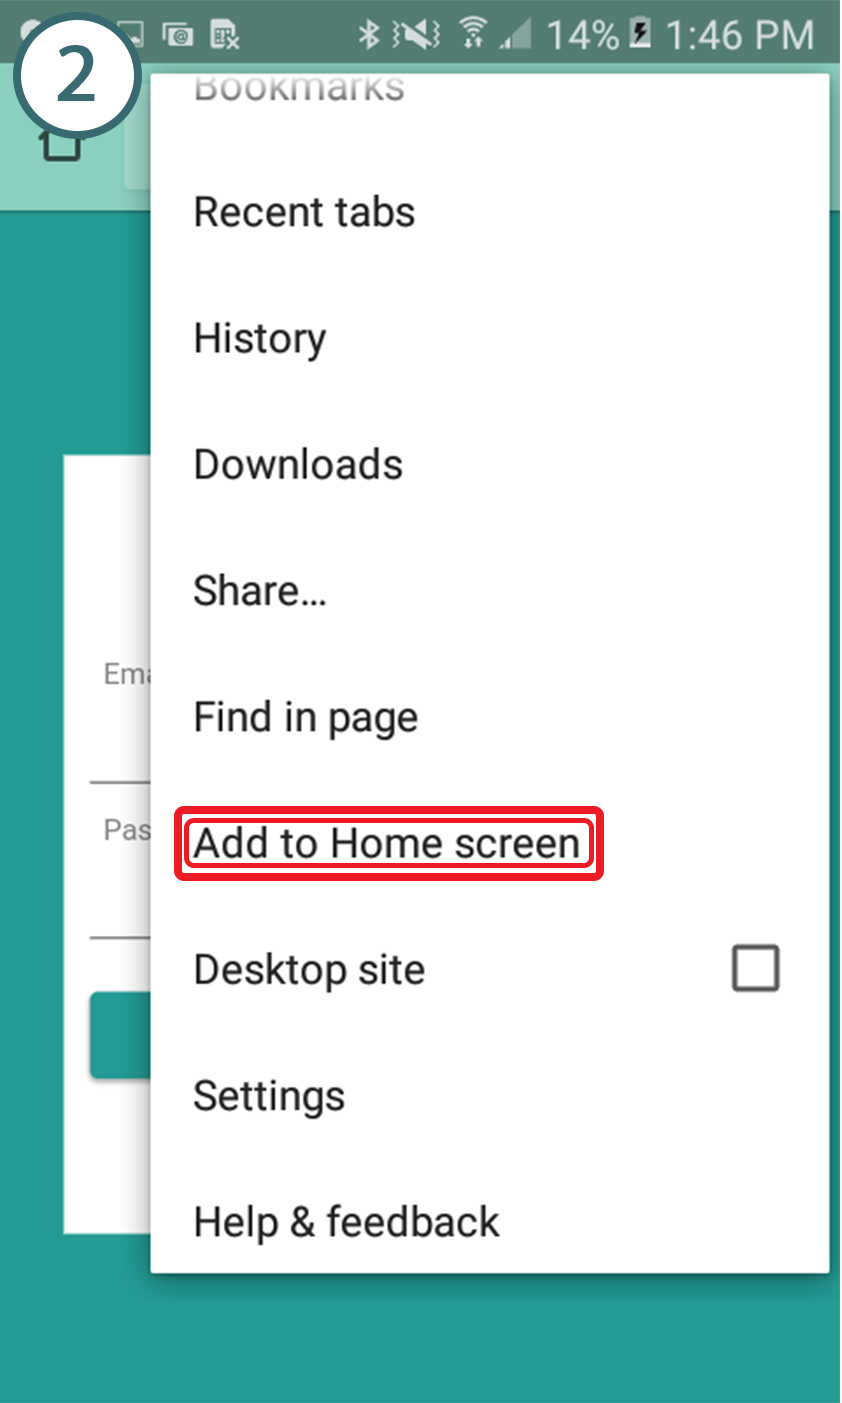 14% 1:46 PM
2
Bookmarks
Recent tabs
History
Downloads
Share...
Find in page
Add to Home screen
Desktop site
Settings
Help & feedback
Ema
Pas